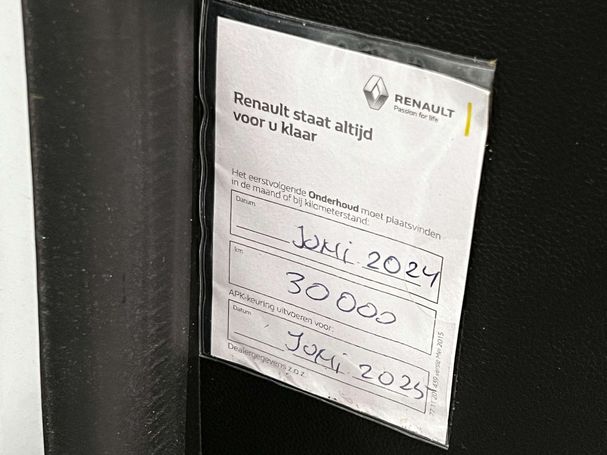 RENAULT
Passion for life
Renault staat altijd
voor u klaar
Het eerstvolgende Onderhoud moet plaatsvinden
in de maand of bij kilometerstand:
Datum
Juni 2024
km
30000
APK-keuring uitvoeren voor:
Datum
Juni 2025
Dealergegevens z.o.z.